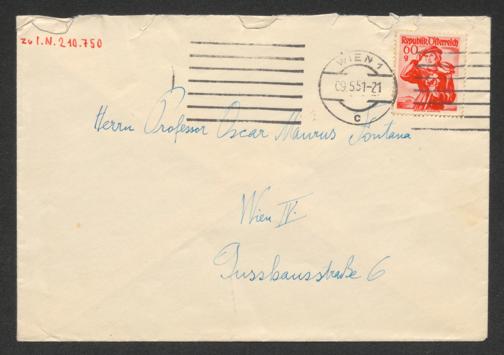 zu I.N. 210.750
Republik Österreich
60
g
WIEN 1
09.5.51-21
c
Herrn Professor Oscar Maurus Fontana
Wien IV.
Pressgasse 6